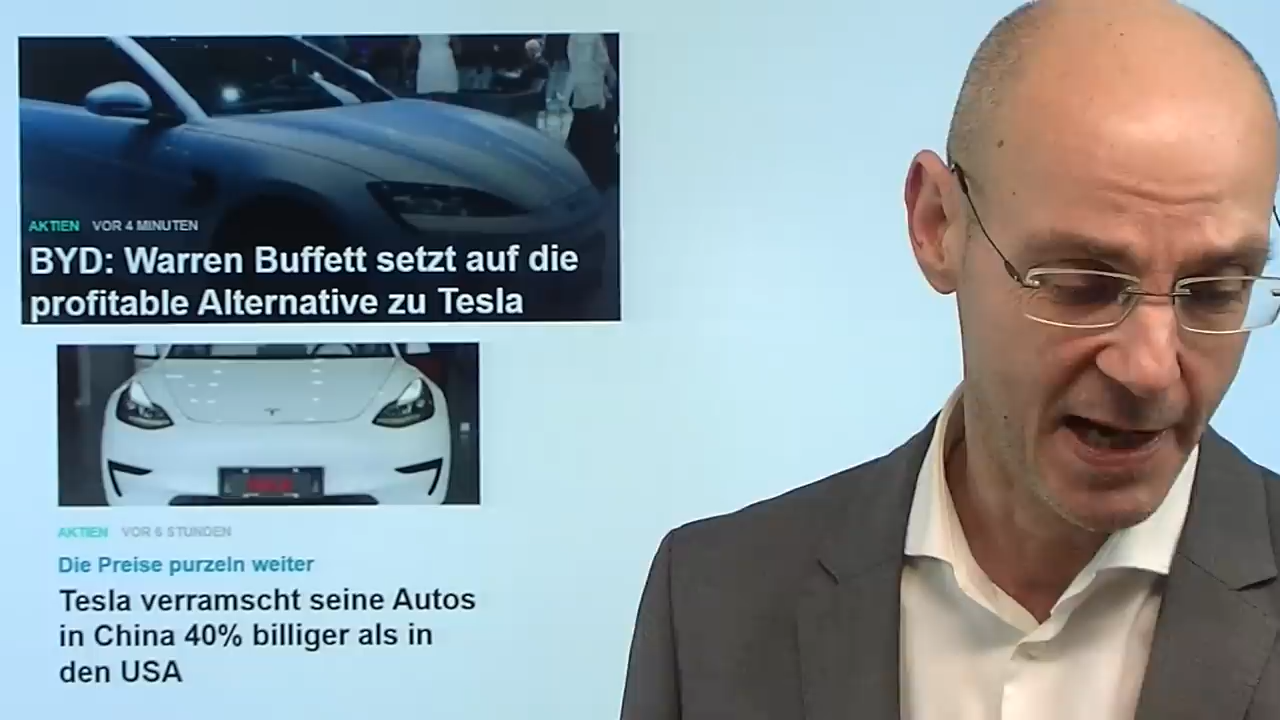 AKTIEN VOR 4 MINUTEN
BYD: Warren Buffett setzt auf die
profitable Alternative zu Tesla
AKTIEN VOR 6 STUNDEN
Die Preise purzeln weiter
Tesla verramscht seine Autos
in China 40% billiger als in
den USA